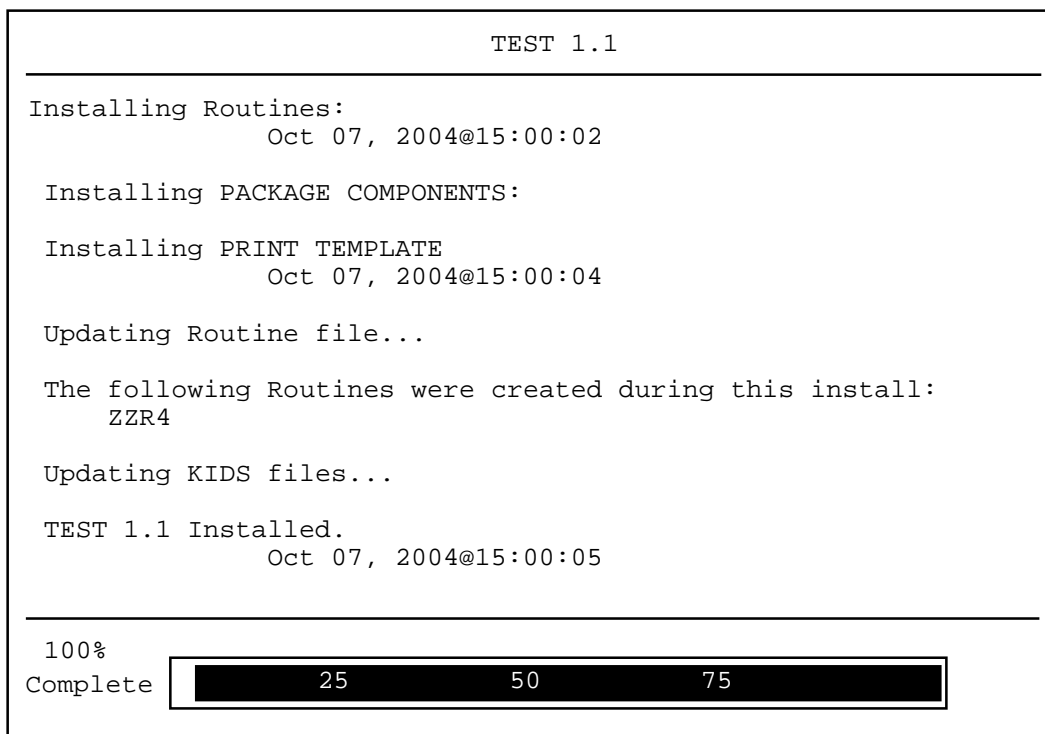 TEST 1.1
Installing Routines:
Oct 07, 2004@15:00:02
Installing PACKAGE COMPONENTS:
Installing PRINT TEMPLATE
Oct 07, 2004@15:00:04
Updating Routine file...
The following Routines were created during this install:
ZZR4
Updating KIDS files...
TEST 1.1 Installed.
Oct 07, 2004@15:00:05
100%
Complete 25 50 75